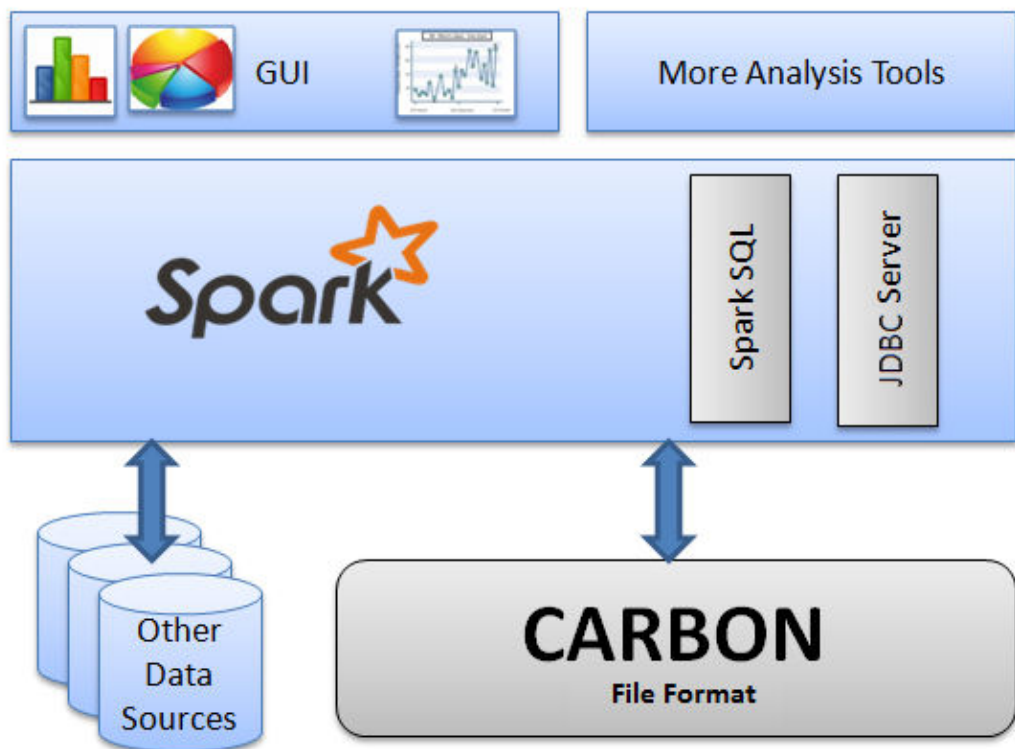 GUI
More Analysis Tools
Spark
Spark SQL
JDBC Server
Other
Data
Sources
CARBON
File Format